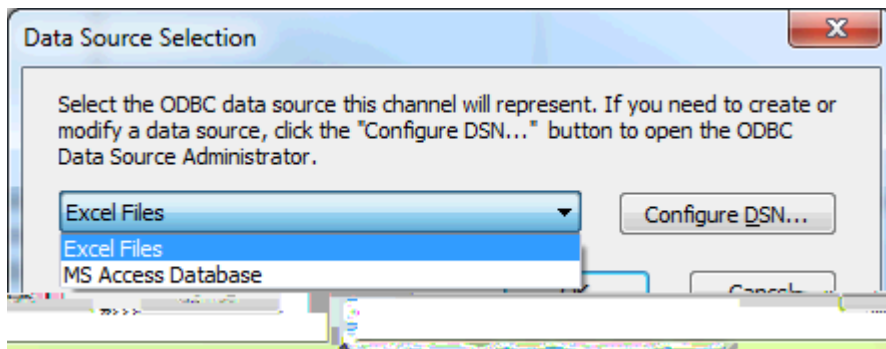 Data Source Selection
Select the ODBC data source this channel will represent. If you need to create or
modify a data source, click the "Configure DSN..." button to open the ODBC
Data Source Administrator.
Excel Files
Configure DSN...
Excel Files
MS Access Database